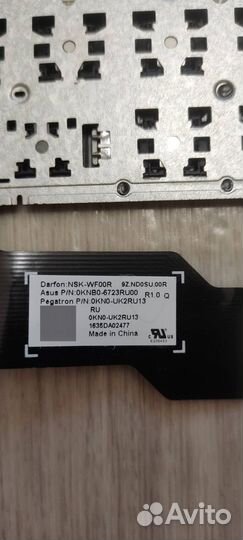 Darfon:NSK-WF00R 9Z.ND0SU.00R
Asus P/N:0KNB0-6723RU00 R1.0 Q
Pegatron P/N:0KN0-UK2RU13
RU
0KN0-UK2RU13
1635DA02477
Made in China
c us
Avito